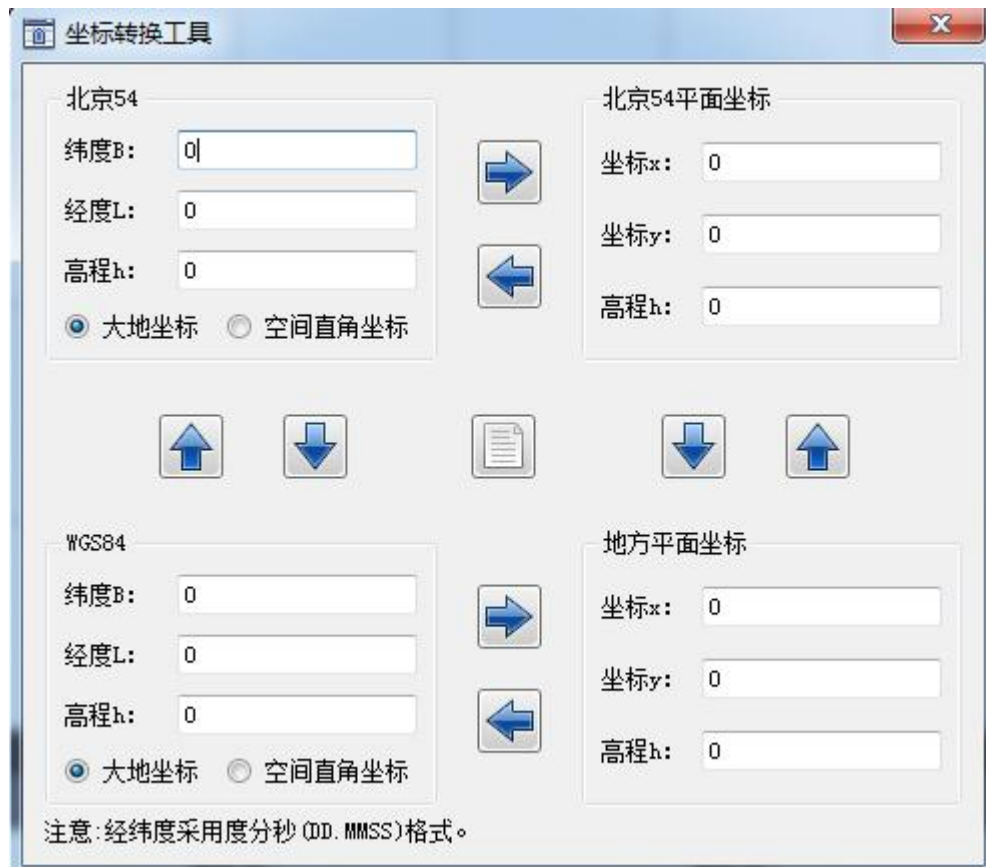 坐标转换工具
北京54
纬度B: 0
经度L: 0
高程h: 0
大地坐标 空间直角坐标
北京54平面坐标
坐标x: 0
坐标y: 0
高程h: 0
WGS84
纬度B: 0
经度L: 0
高程h: 0
大地坐标 空间直角坐标
地方平面坐标
坐标x: 0
坐标y: 0
高程h: 0
注意:经纬度采用度分秒(DD.MMSS)格式。